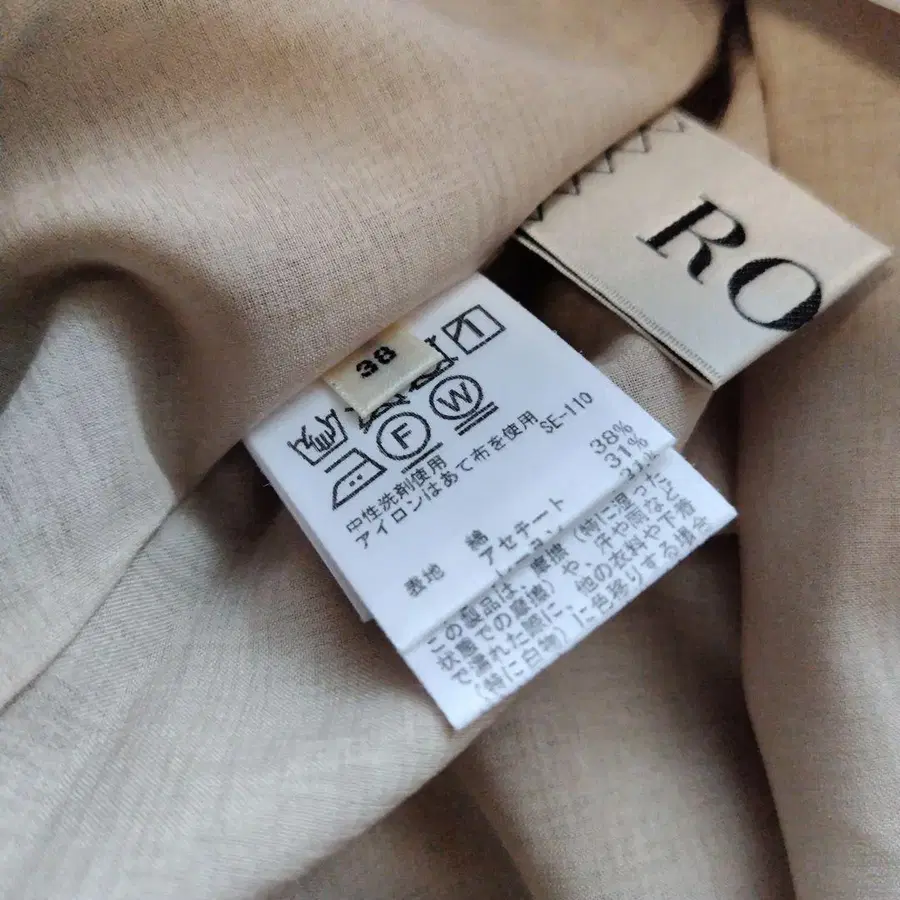 RO
38
F W
中性洗剤使用
アイロンはあて布を使用
SE-110
表地 綿 38%
アセテート 31%
この製品は、摩擦(特に湿った
状態での摩擦)や、汗や雨などで
濡れた際に、他の衣料や下着
(特に白物)に色移りする場合